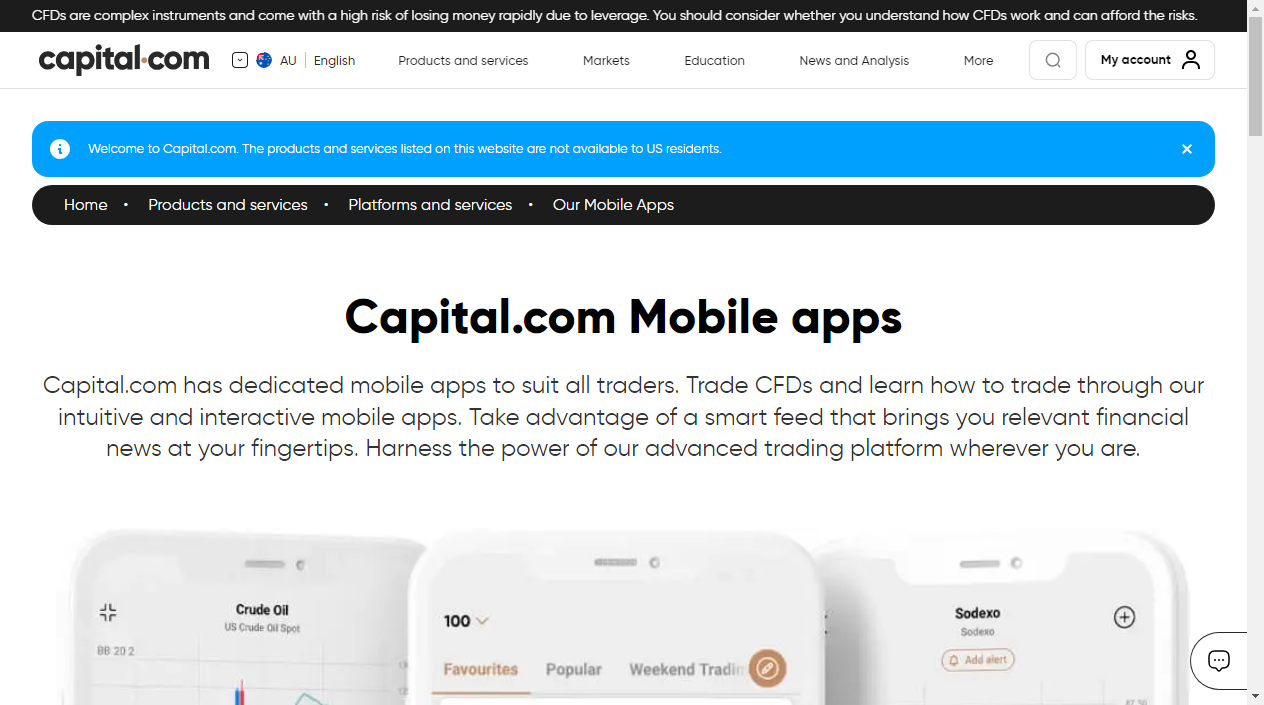 CFDs are complex instruments and come with a high risk of losing money rapidly due to leverage. You should consider whether you understand how CFDs work and can afford the risks.
capital.com AU English Products and services Markets Education News and Analysis More My account
Welcome to Capital.com. The products and services listed on this website are not available to US residents.
Home • Products and services • Platforms and services • Our Mobile Apps
Capital.com Mobile apps
Capital.com has dedicated mobile apps to suit all traders. Trade CFDs and learn how to trade through our
intuitive and interactive mobile apps. Take advantage of a smart feed that brings you relevant financial
news at your fingertips. Harness the power of our advanced trading platform wherever you are.
Crude Oil
US Crude Oil Spot
BB 20 2
100
Favourites Popular Weekend Tradin
Sodexo
Sodexo
Add alert